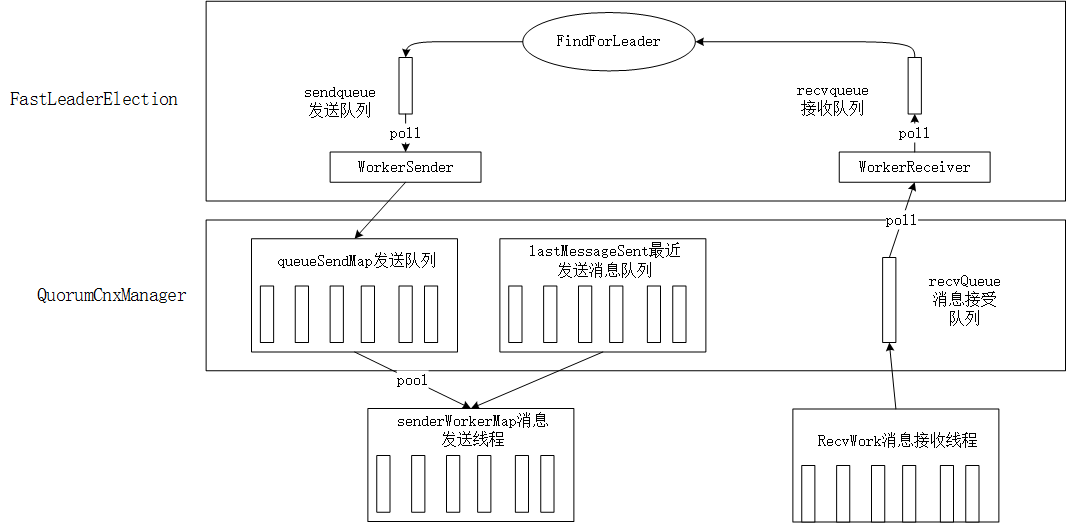 FindForLeader
FastLeaderElection
sendqueue
发送队列
recvqueue
接收队列
poll
poll
WorkerSender
WorkerReceiver
poll
QuorumCnxManager
queueSendMap发送队列
lastMessageSent最近
发送消息队列
recvQueue
消息接受
队列
pool
senderWorkerMap消息
发送线程
RecvWork消息接收线程